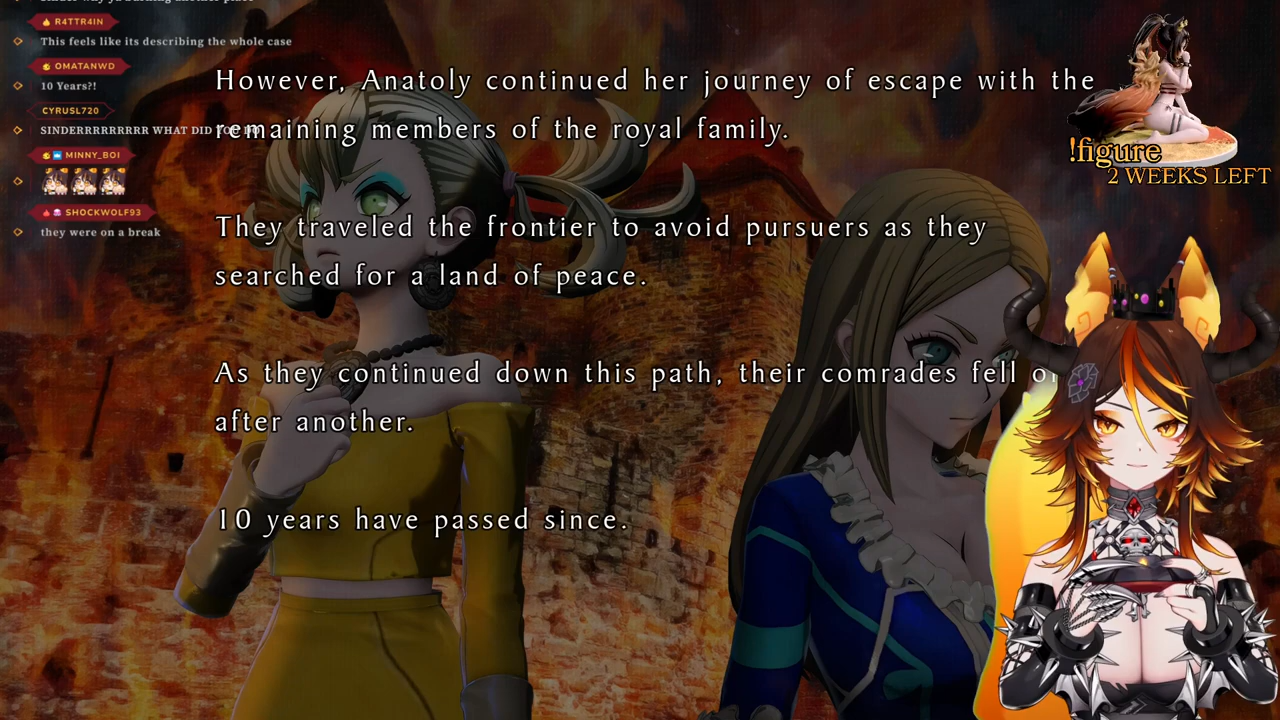 R4TTR4IN
This feels like its describing the whole case
OMATANWD
10 Years?!
CYRUSL720
SINDERRRRRRRRR WHAT DID YOU DO
MINNY_BOI
SHOCKWOLF93
they were on a break
However, Anatoly continued her journey of escape with the
remaining members of the royal family.
They traveled the frontier to avoid pursuers as they
searched for a land of peace.
As they continued down this path, their comrades fell
after another.
10 years have passed since.
!figure
2 WEEKS LEFT